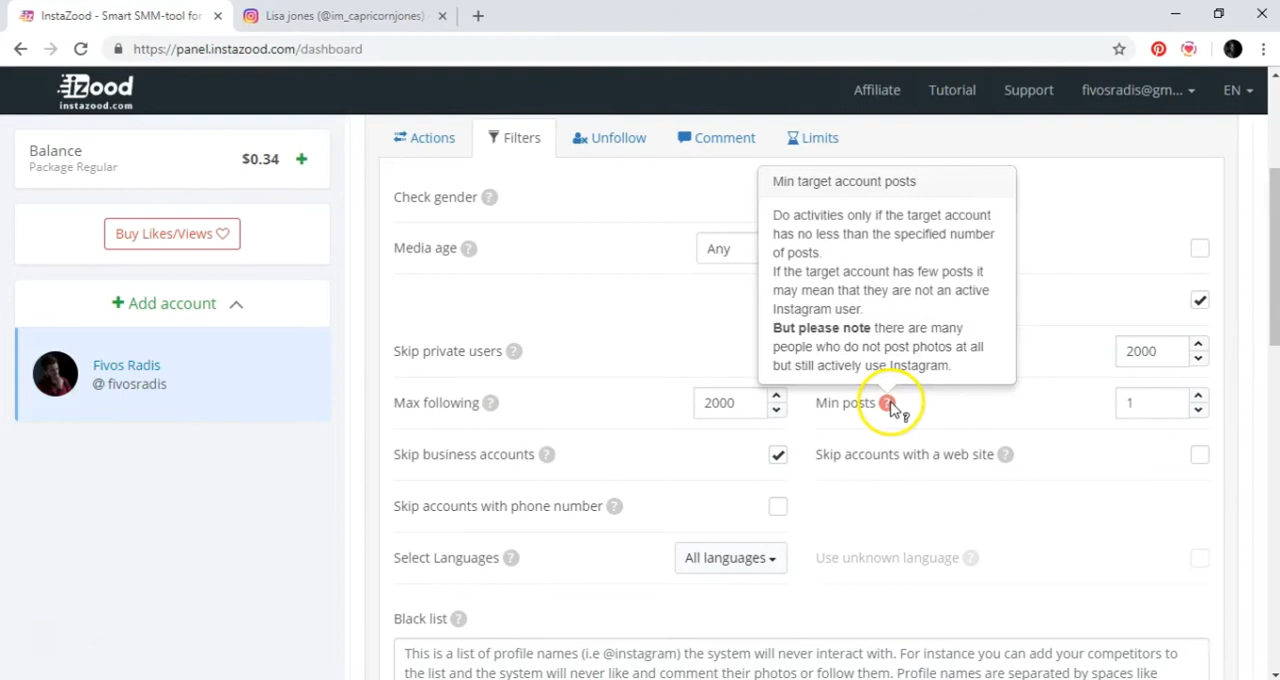 InstaZood - Smart SMM-tool for
Lisa jones (@im_capricornjones)
https://panel.instazood.com/dashboard
iZood
instazood.com
Affiliate
Tutorial
Support
fivosradis@gm...
EN
Balance
Package Regular
$0.34
Buy Likes/Views
Add account
Fivos Radis
@ fivosradis
Actions
Filters
Unfollow
Comment
Limits
Check gender ?
Media age ?
Any
Min target account posts
Do activities only if the target account
has no less than the specified number
of posts.
If the target account has few posts it
may mean that they are not an active
Instagram user.
But please note there are many
people who do not post photos at all
but still actively use Instagram.
Skip private users ?
2000
Max following ?
2000
Min posts ?
1
Skip business accounts ?
Skip accounts with a web site ?
Skip accounts with phone number ?
Select Languages ?
All languages
Use unknown language ?
Black list ?
This is a list of profile names (i.e @instagram) the system will never interact with. For instance you can add your competitors to
the list and the system will never like and comment their photos or follow them. Profile names are separated by spaces like